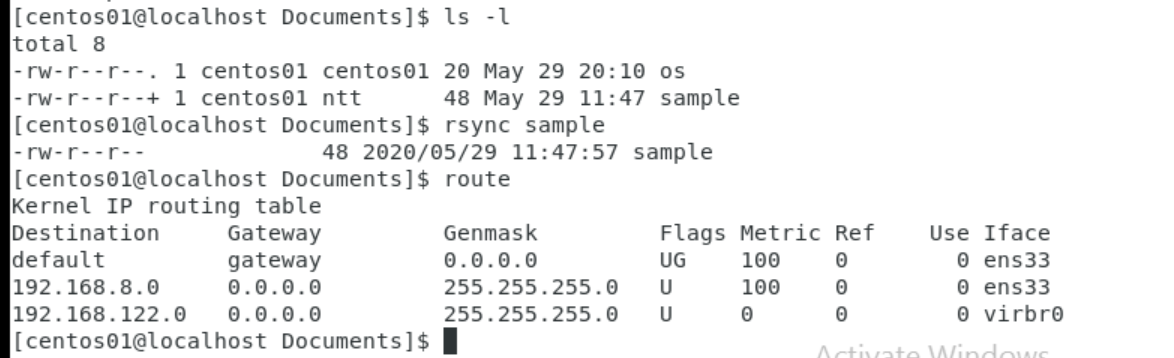 [centos01@localhost Documents]$ ls -l
total 8
-rw-r--r--. 1 centos01 centos01 20 May 29 20:10 os
-rw-r--r--+ 1 centos01 ntt      48 May 29 11:47 sample
[centos01@localhost Documents]$ rsync sample
-rw-r--r--             48 2020/05/29 11:47:57 sample
[centos01@localhost Documents]$ route
Kernel IP routing table
Destination     Gateway         Genmask         Flags Metric Ref    Use Iface
default         gateway         0.0.0.0         UG    100    0        0 ens33
192.168.8.0     0.0.0.0         255.255.255.0   U     100    0        0 ens33
192.168.122.0   0.0.0.0         255.255.255.0   U     0      0        0 virbr0
[centos01@localhost Documents]$
Activate Windows